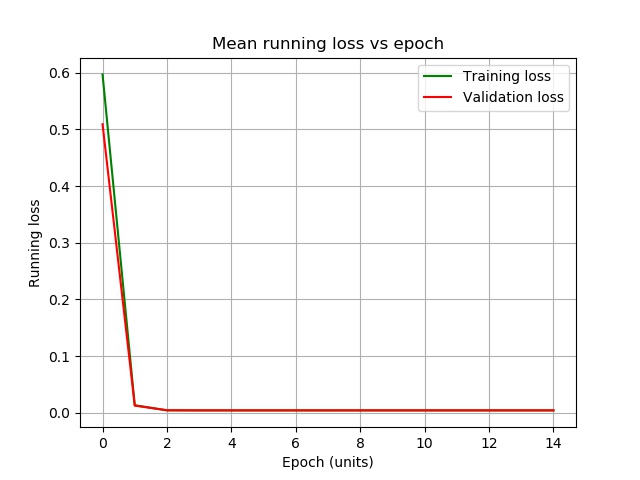 Mean running loss vs epoch
Training loss
Validation loss
0.6
0.5
0.4
0.3
0.2
0.1
0.0
Running loss
0 2 4 6 8 10 12 14
Epoch (units)